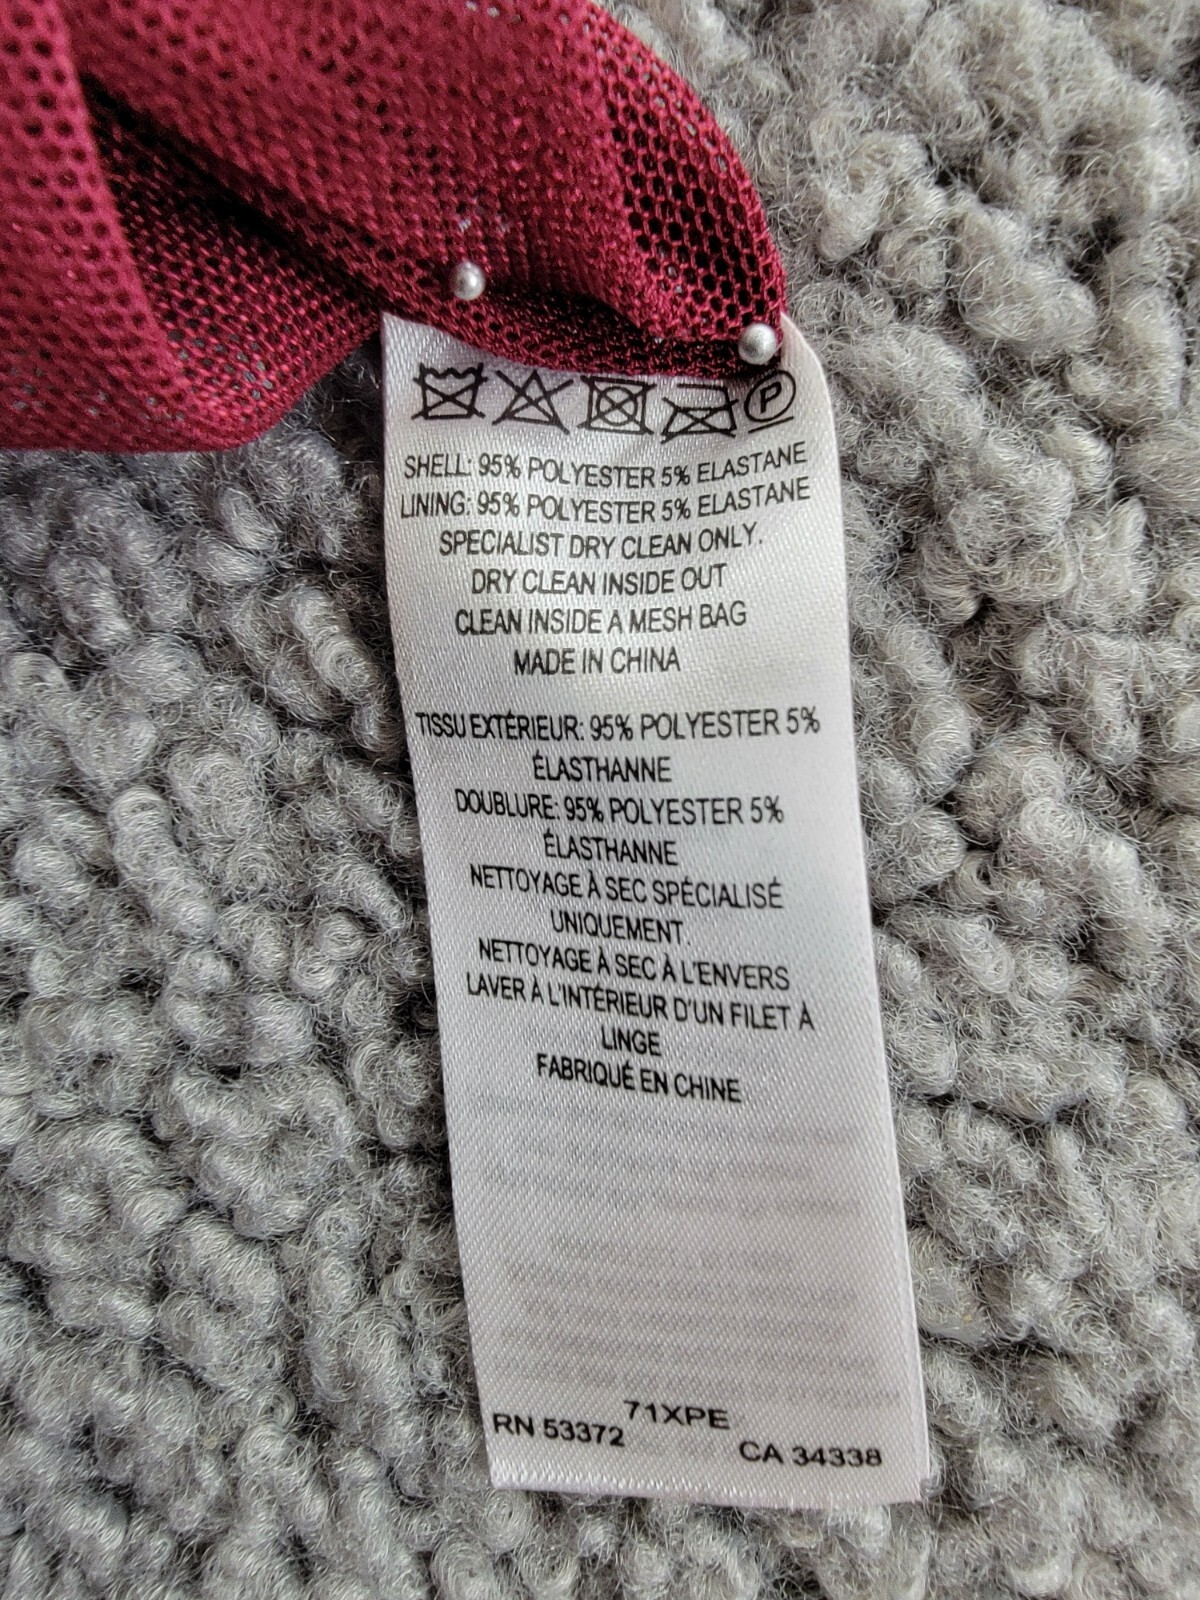 P
SHELL: 95% POLYESTER 5% ELASTANE
LINING: 95% POLYESTER 5% ELASTANE
SPECIALIST DRY CLEAN ONLY.
DRY CLEAN INSIDE OUT
CLEAN INSIDE A MESH BAG
MADE IN CHINA
TISSU EXTÉRIEUR: 95% POLYESTER 5%
ÉLASTHANNE
DOUBLURE: 95% POLYESTER 5%
ÉLASTHANNE
NETTOYAGE À SEC SPÉCIALISÉ
UNIQUEMENT.
NETTOYAGE À SEC À L'ENVERS
LAVER À L'INTÉRIEUR D'UN FILET À
LINGE
FABRIQUÉ EN CHINE
71XPE
RN 53372 CA 34338